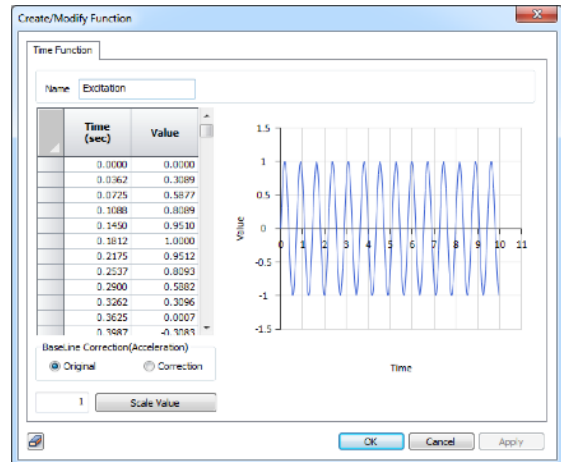 Create/Modify Function
Time Function
Name Excitation
Time (sec) Value
0.0000 0.0000
0.0362 0.3089
0.0725 0.5877
0.1088 0.8089
0.1450 0.9510
0.1812 1.0000
0.2175 0.9512
0.2537 0.8093
0.2900 0.5882
0.3262 0.3096
0.3625 0.0007
0.3987 -0.3083
1.5
1
0.5
0
-0.5
-1
-1.5
Value
0 1 2 3 4 5 6 7 8 9 10 11
Time
BaseLine Correction(Acceleration)
Original Correction
1 Scale Value
OK Cancel Apply